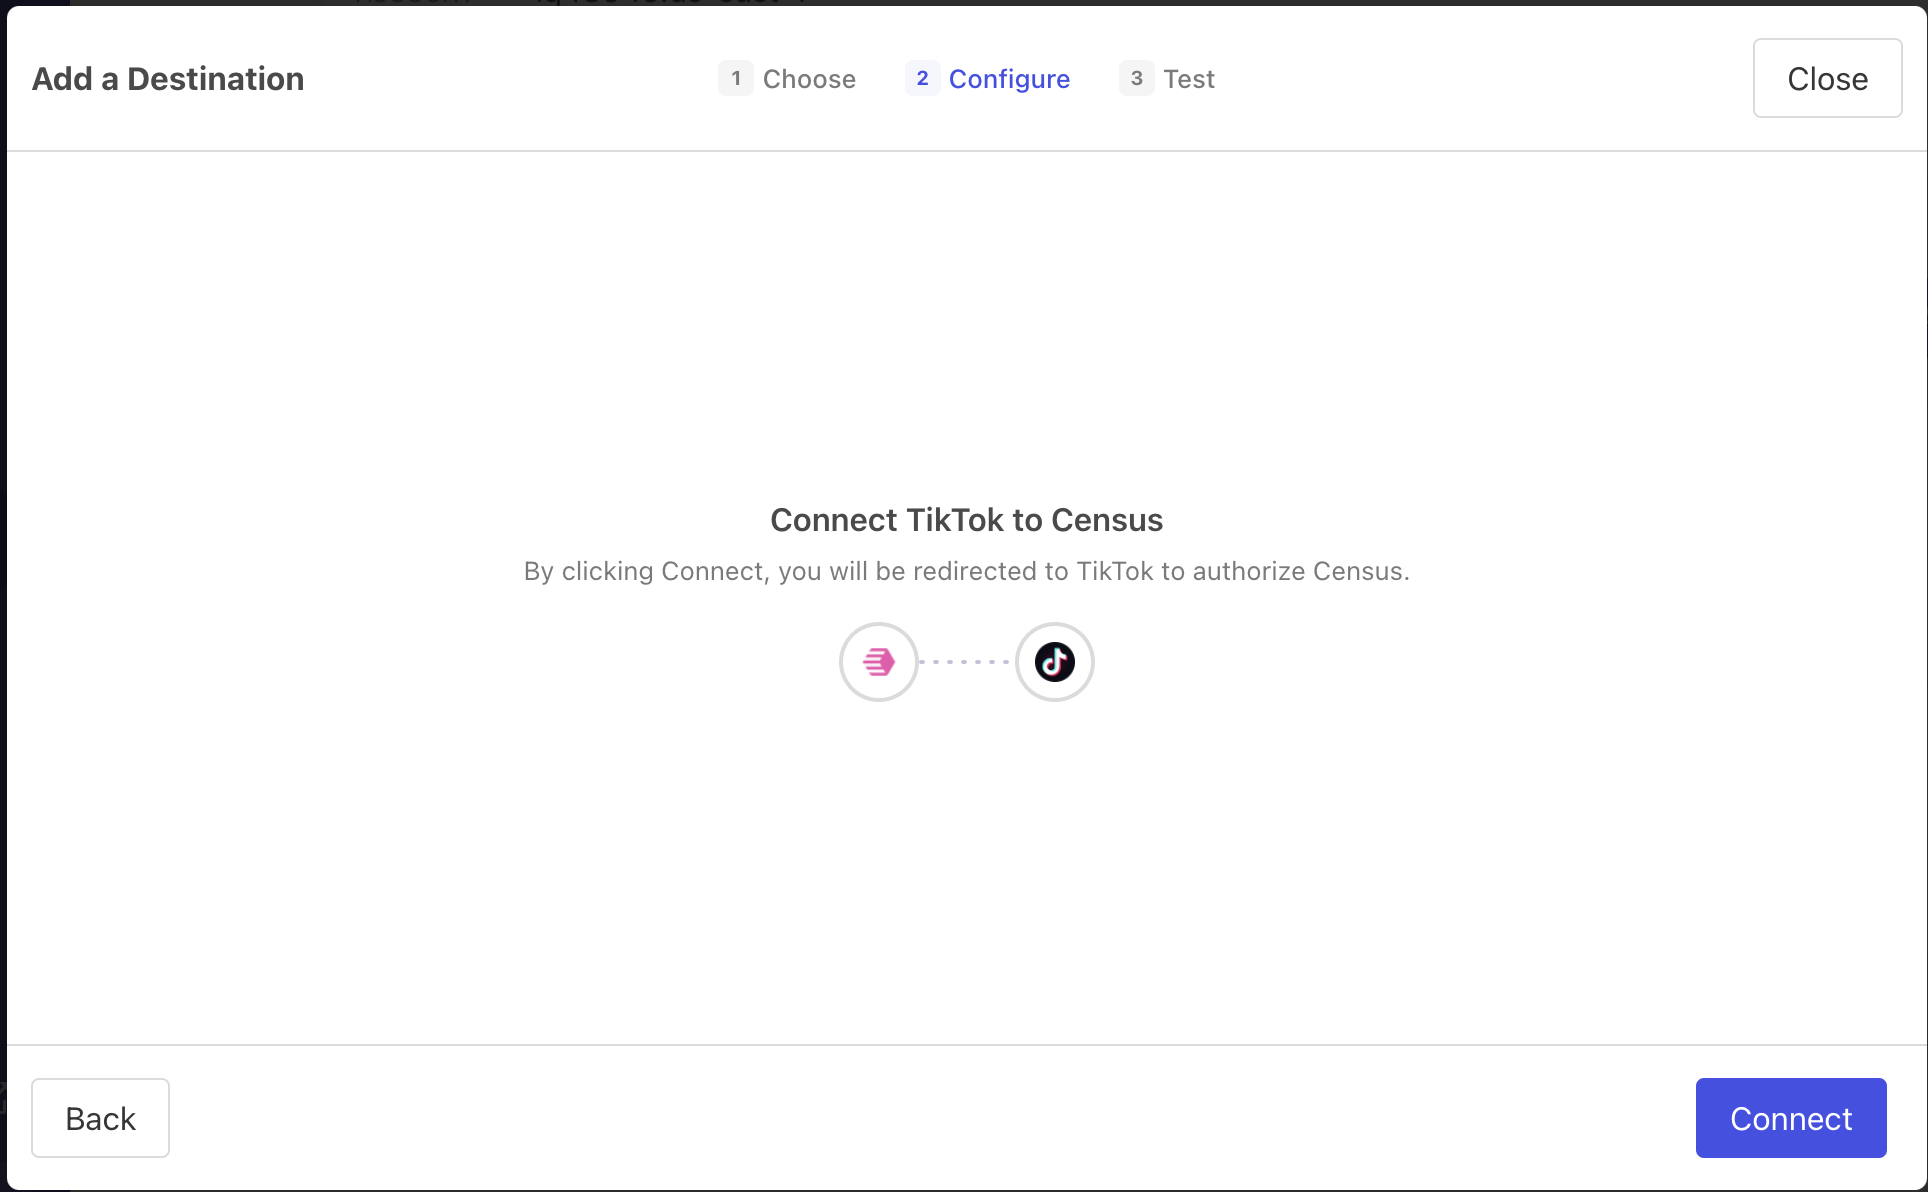 Add a Destination
1 Choose
2 Configure
3 Test
Close
Connect TikTok to Census
By clicking Connect, you will be redirected to TikTok to authorize Census.
Back
Connect